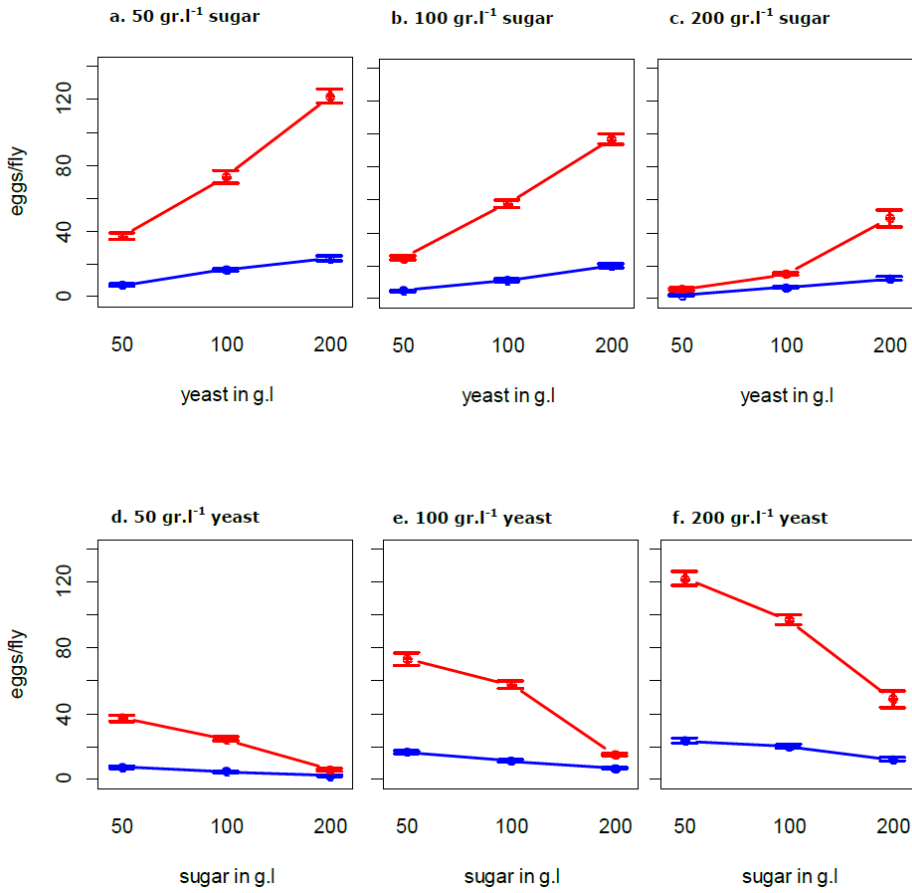 a. 50 gr.l⁻¹ sugar
b. 100 gr.l⁻¹ sugar
c. 200 gr.l⁻¹ sugar
eggs/fly
120
80
40
0
50 100 200
50 100 200
50 100 200
yeast in g.l
yeast in g.l
yeast in g.l
d. 50 gr.l⁻¹ yeast
e. 100 gr.l⁻¹ yeast
f. 200 gr.l⁻¹ yeast
eggs/fly
120
80
40
0
50 100 200
50 100 200
50 100 200
sugar in g.l
sugar in g.l
sugar in g.l